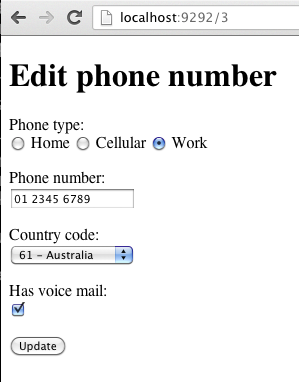 localhost:9292/3
Edit phone number
Phone type:
Home Cellular Work
Phone number:
01 2345 6789
Country code:
61 - Australia
Has voice mail:
Update